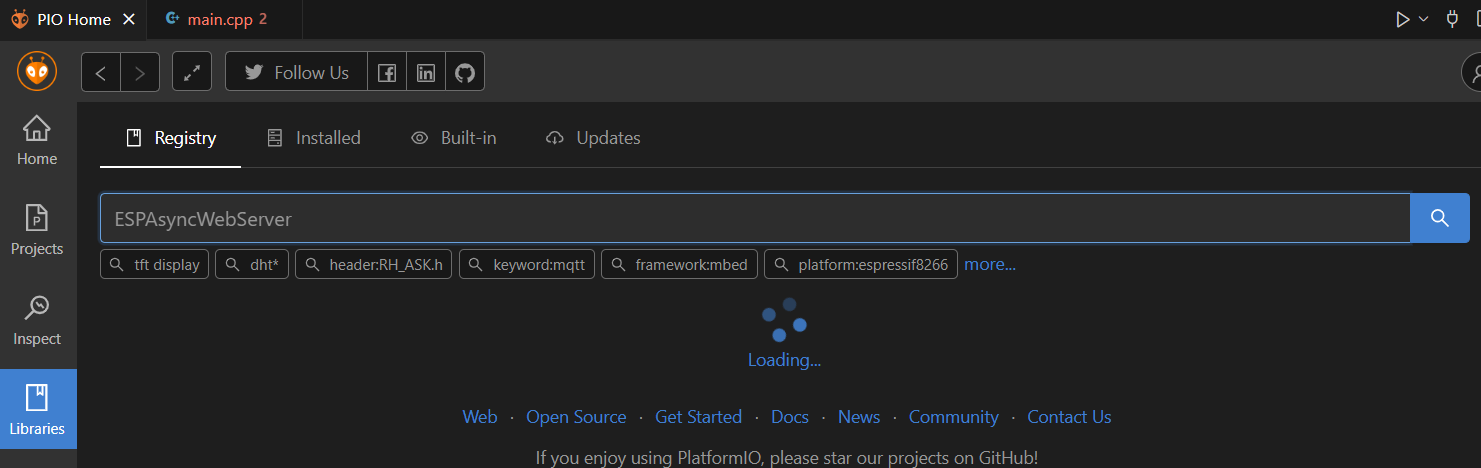 PIO Home main.cpp 2
Follow Us
Home
Registry Installed Built-in Updates
Projects
ESPAsyncWebServer
tft display dht* header:RH_ASK.h keyword:mqtt framework:mbed platform:espressif8266 more...
Inspect
Loading...
Libraries
Web · Open Source · Get Started · Docs · News · Community · Contact Us
If you enjoy using PlatformIO, please star our projects on GitHub!